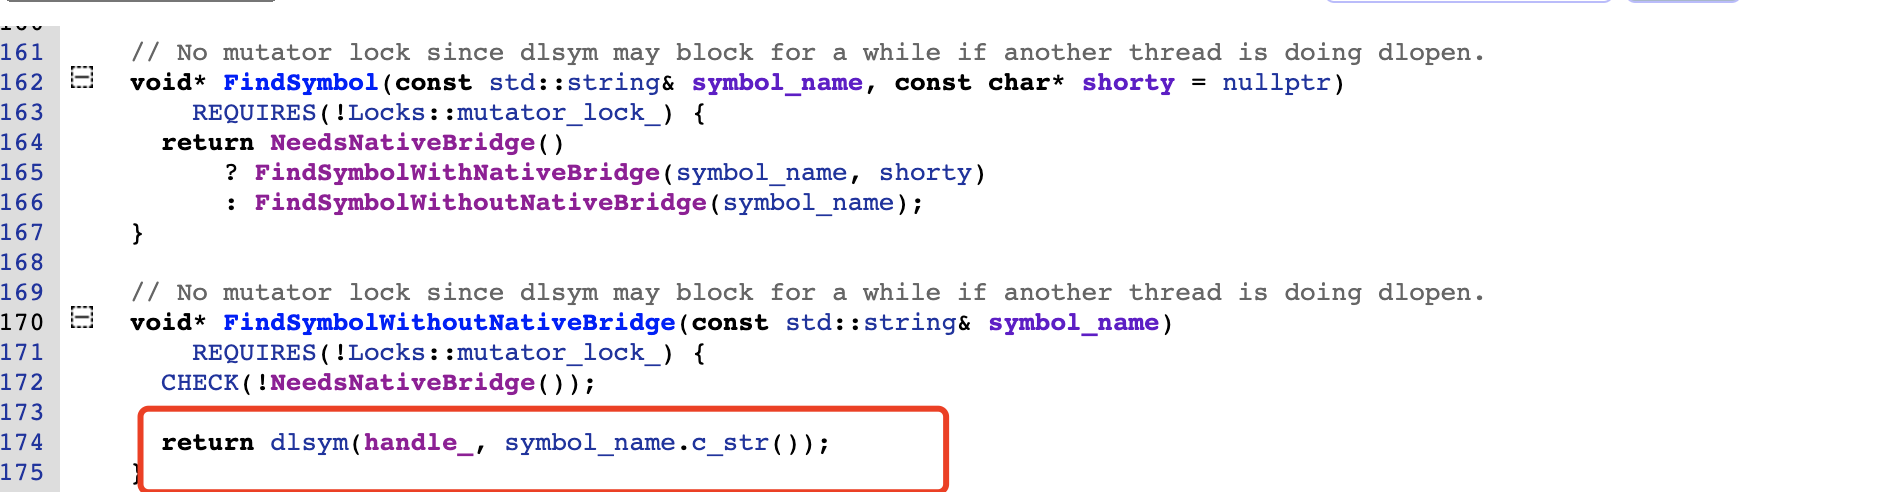 161 // No mutator lock since dlsym may block for a while if another thread is doing dlopen.
162 void* FindSymbol(const std::string& symbol_name, const char* shorty = nullptr)
163 REQUIRES(!Locks::mutator_lock_) {
164 return NeedsNativeBridge()
165 ? FindSymbolWithNativeBridge(symbol_name, shorty)
166 : FindSymbolWithoutNativeBridge(symbol_name);
167 }
168
169 // No mutator lock since dlsym may block for a while if another thread is doing dlopen.
170 void* FindSymbolWithoutNativeBridge(const std::string& symbol_name)
171 REQUIRES(!Locks::mutator_lock_) {
172 CHECK(!NeedsNativeBridge());
173
174 return dlsym(handle_, symbol_name.c_str());
175 }